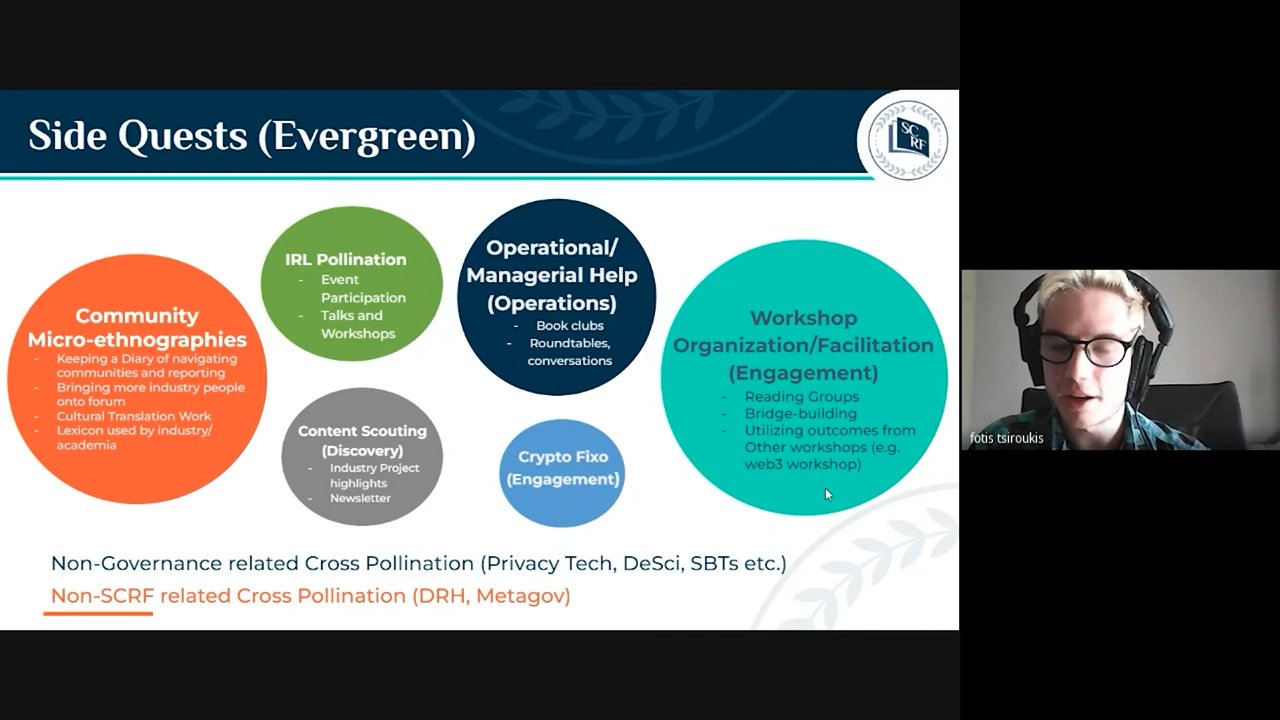 Side Quests (Evergreen)
SC
RF
Community
Micro-ethnographies
- Keeping a Diary of navigating
communities and reporting
- Bringing more industry people
onto forum
- Cultural Translation Work
- Lexicon used by industry/
academia
IRL Pollination
- Event
Participation
- Talks and
Workshops
Content Scouting
(Discovery)
- Industry Project
highlights
- Newsletter
Operational/
Managerial Help
(Operations)
- Book clubs
- Roundtables,
conversations
Crypto Fixo
(Engagement)
Workshop
Organization/Facilitation
(Engagement)
- Reading Groups
- Bridge-building
- Utilizing outcomes from
Other workshops (e.g.
web3 workshop)
Non-Governance related Cross Pollination (Privacy Tech, DeSci, SBTs etc.)
Non-SCRF related Cross Pollination (DRH, Metagov)
fotis tsiroukis